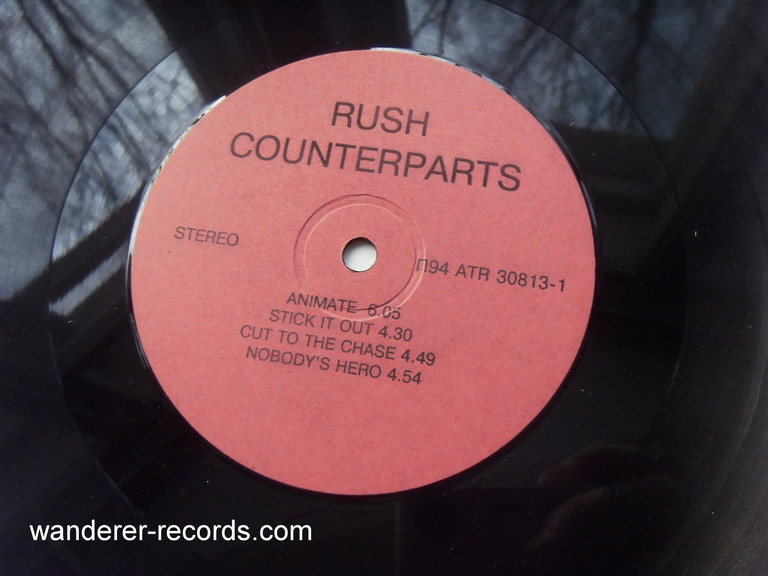 RUSH
COUNTERPARTS
STEREO
П94 ATR 30813-1
ANIMATE 6.05
STICK IT OUT 4.30
CUT TO THE CHASE 4.49
NOBODY'S HERO 4.54
wanderer-records.com